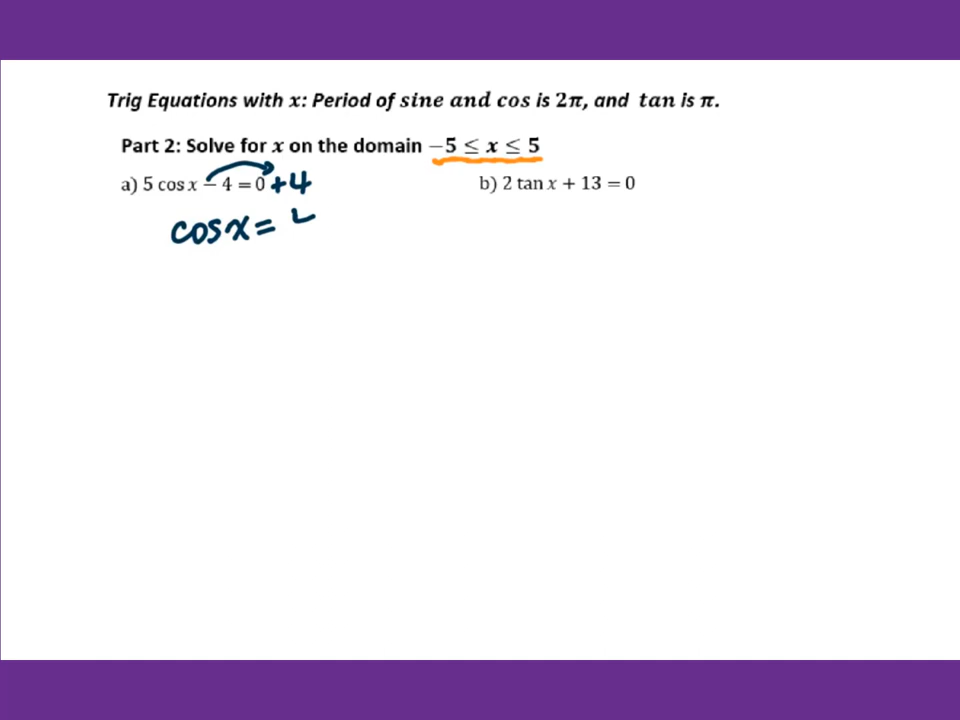 Trig Equations with x: Period of sine and cos is 2π, and tan is π.
Part 2: Solve for x on the domain −5 ≤ x ≤ 5
a) 5 cos x − 4 = 0 +4
b) 2 tan x + 13 = 0
cosx =